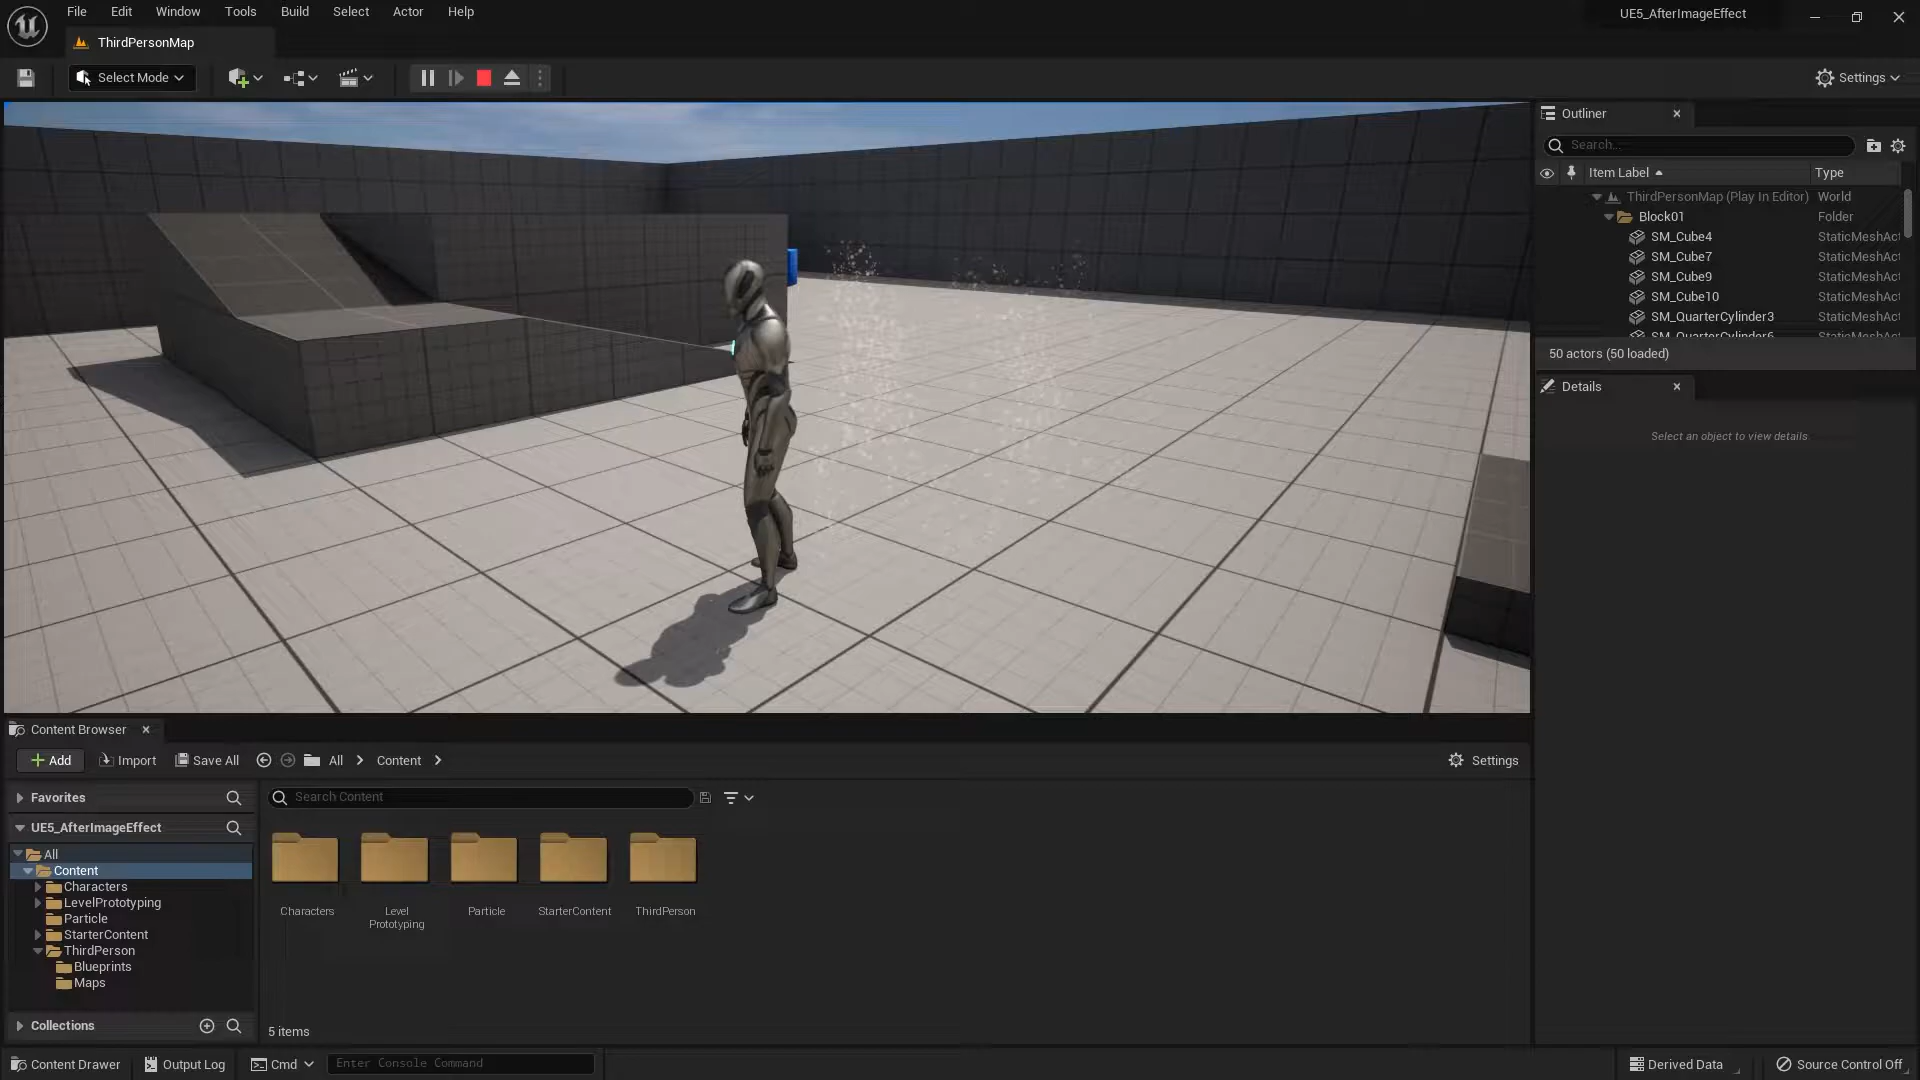 File Edit Window Tools Build Select Actor Help
UE5_AfterImageEffect
ThirdPersonMap
Select Mode
Settings
Outliner
Search...
Item Label Type
ThirdPersonMap (Play In Editor) World
Block01 Folder
SM_Cube4 StaticMeshAct
SM_Cube7 StaticMeshAct
SM_Cube9 StaticMeshAct
SM_Cube10 StaticMeshAct
SM_QuarterCylinder3 StaticMeshAct
SM_QuarterCylinder6 StaticMeshAct
50 actors (50 loaded)
Details
Select an object to view details.
Content Browser
Add Import Save All All Content Settings
Favorites
Search Content
UE5_AfterImageEffect
All
Content
Characters
LevelPrototyping
Particle
StarterContent
ThirdPerson
Blueprints
Maps
Collections
Characters
Level
Prototyping
Particle
StarterContent
ThirdPerson
5 items
Content Drawer Output Log Cmd Enter Console Command Derived Data Source Control Off